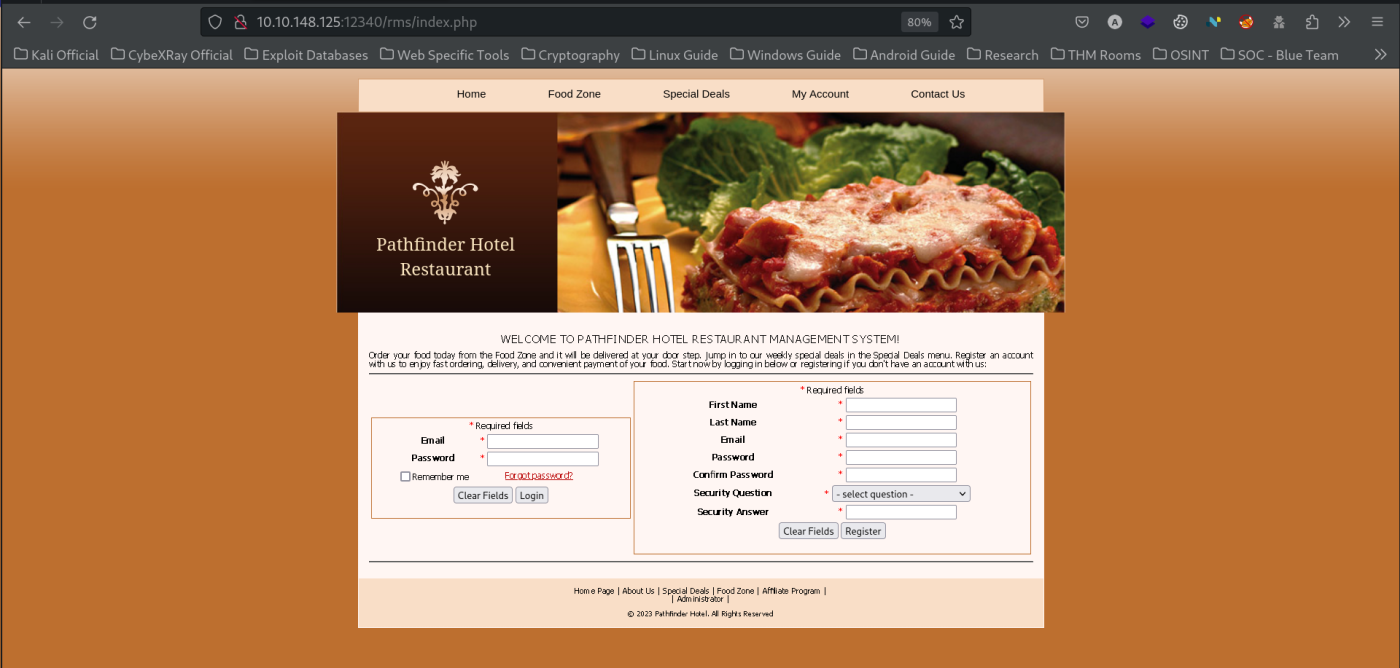 10.10.148.125:12340/rms/index.php
80%
Kali Official CybeXRay Official Exploit Databases Web Specific Tools Cryptography Linux Guide Windows Guide Android Guide Research THM Rooms OSINT SOC - Blue Team
Home Food Zone Special Deals My Account Contact Us
Pathfinder Hotel
Restaurant
WELCOME TO PATHFINDER HOTEL RESTAURANT MANAGEMENT SYSTEM!
Order your food today from the Food Zone and it will be delivered at your door step. Jump in to our weekly special deals in the Special Deals menu. Register an account
with us to enjoy fast ordering, delivery, and convenient payment of your food. Start now by logging in below or registering if you don't have an account with us:
* Required fields
Email *
Password *
Remember me Forgot password?
Clear Fields Login
* Required fields
First Name *
Last Name *
Email *
Password *
Confirm Password *
Security Question * - select question -
Security Answer *
Clear Fields Register
Home Page | About Us | Special Deals | Food Zone | Affiliate Program |
| Administrator |
© 2023 Pathfinder Hotel. All Rights Reserved